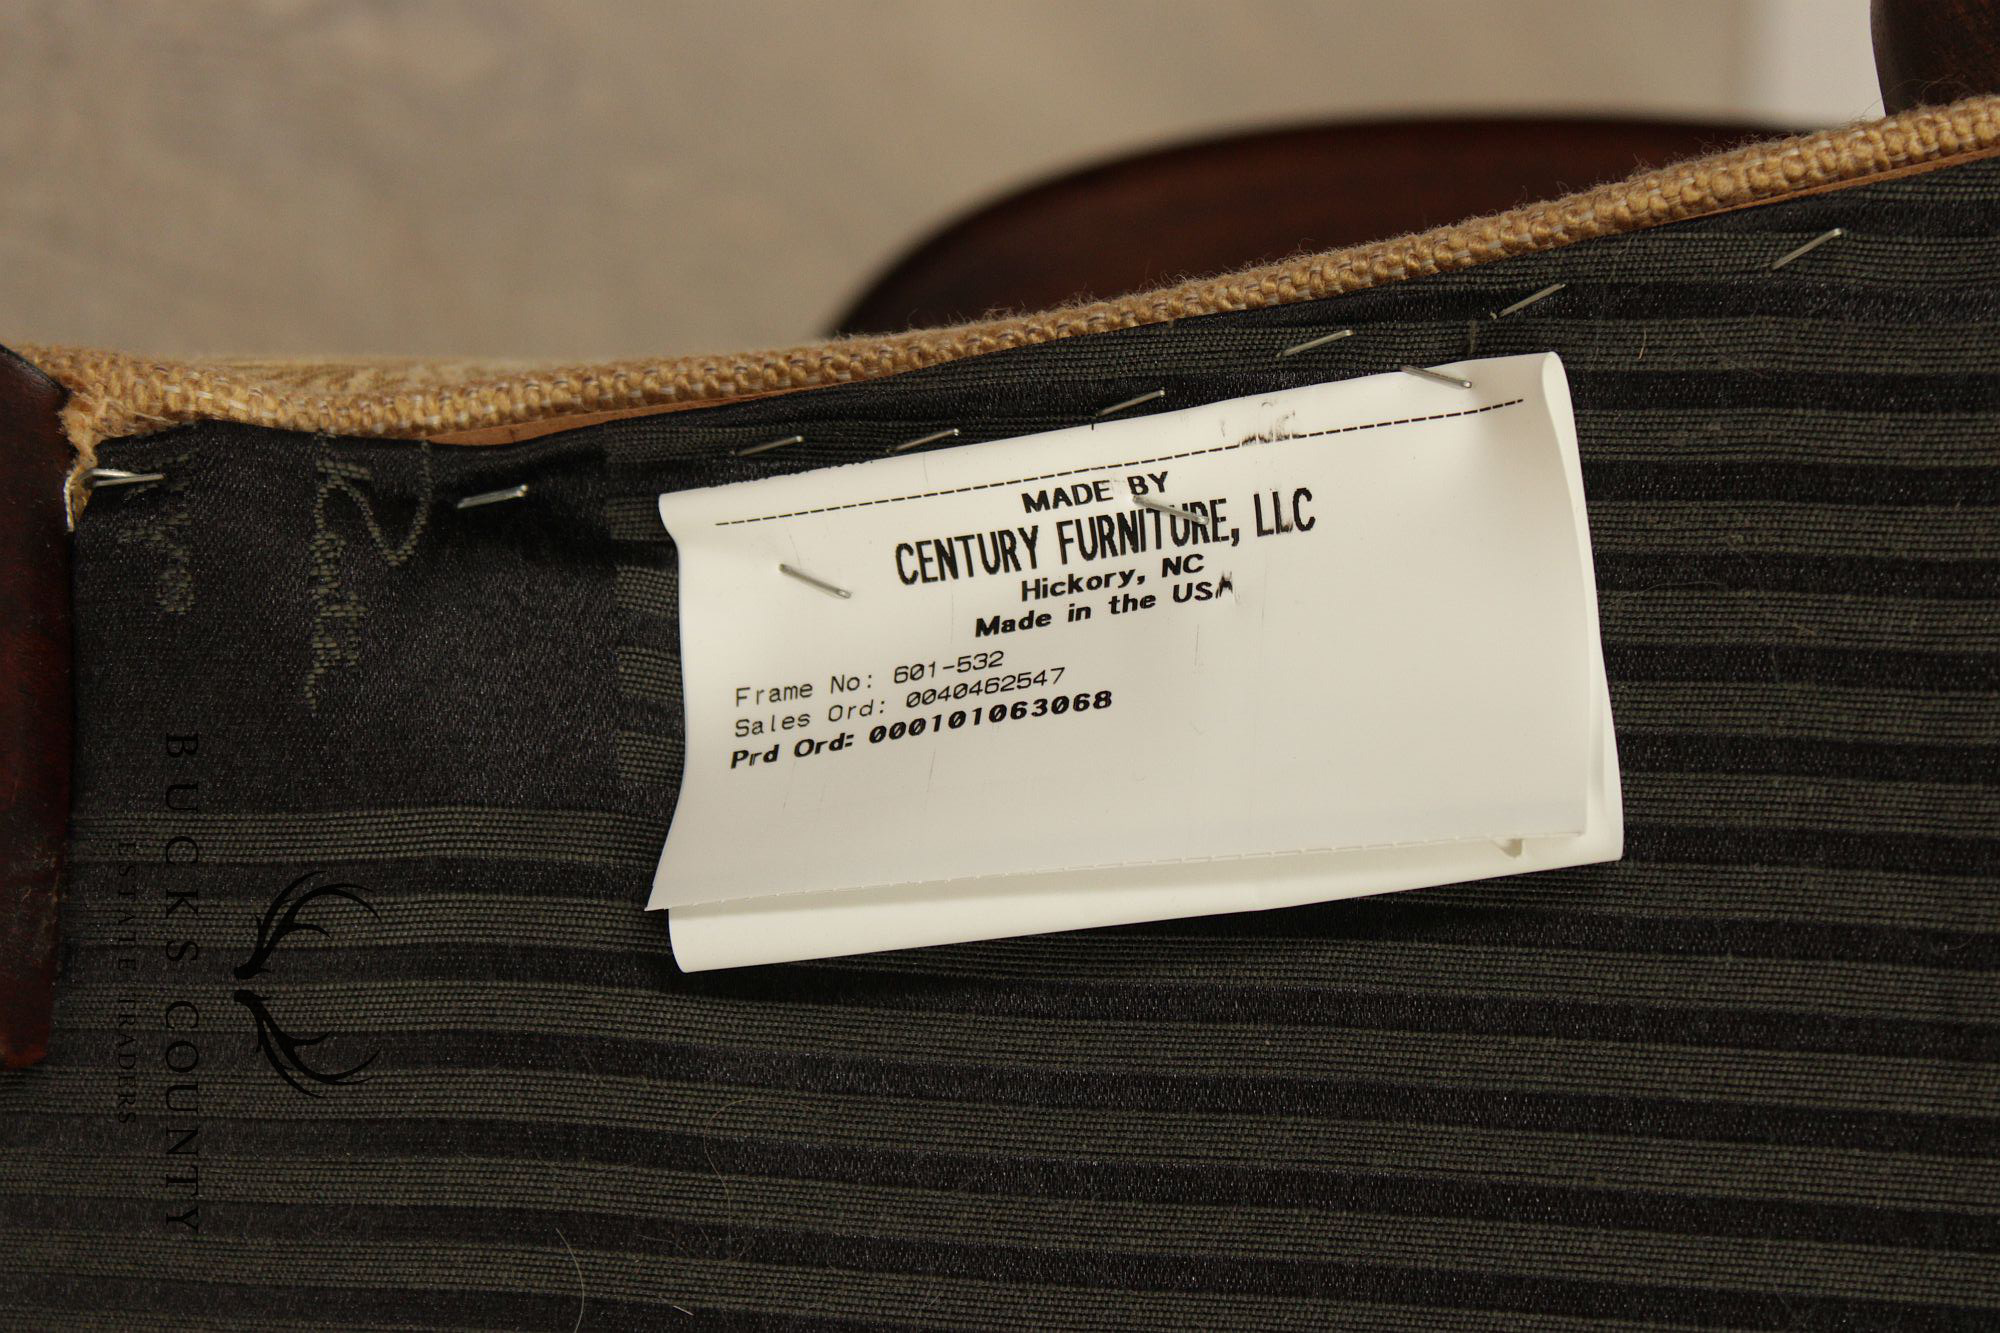 MADE BY
CENTURY FURNITURE, LLC
Hickory, NC
Made in the USA
Frame No: 601-532
Sales Ord: 0040462547
Prd Ord: 000101063068
BUCKS COUNTY
ESTATE TRADERS